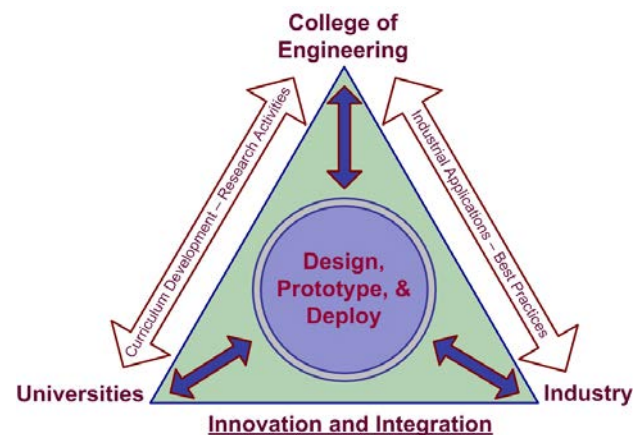 College of
Engineering
Curriculum Development – Research Activities
Industrial Applications – Best Practices
Design,
Prototype, &
Deploy
Universities
Industry
Innovation and Integration